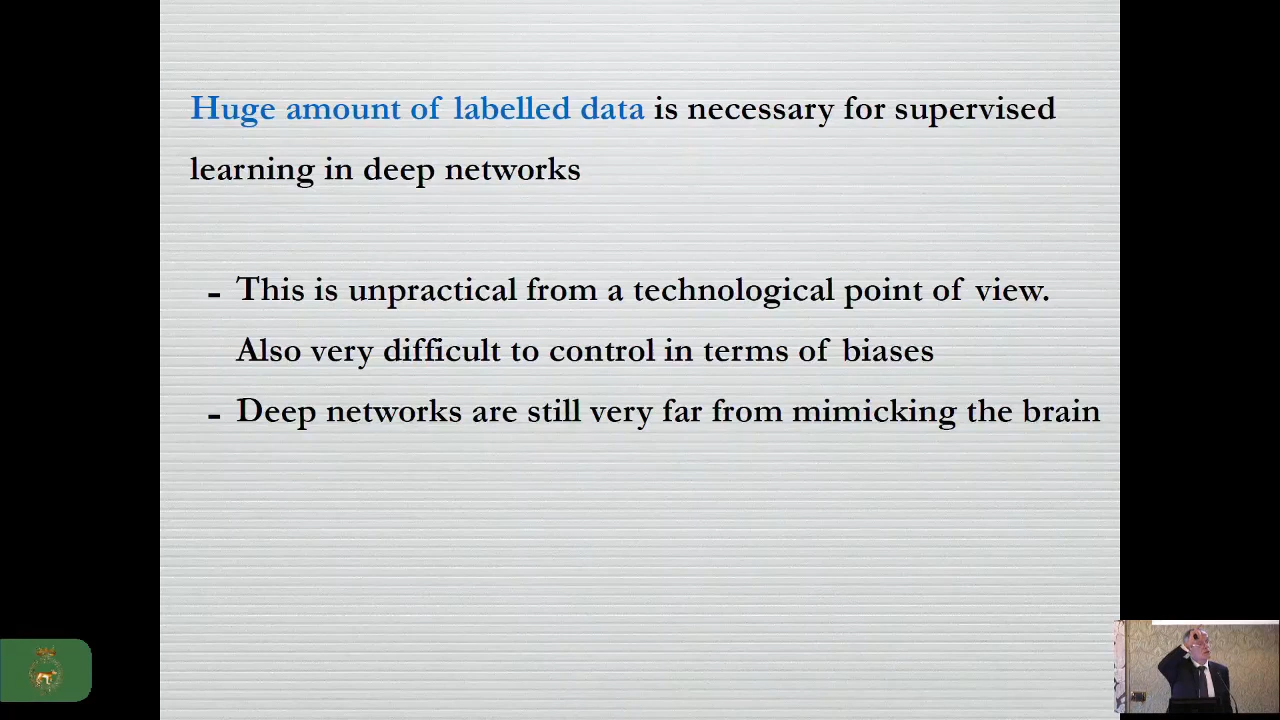 Huge amount of labelled data is necessary for supervised
learning in deep networks
- This is unpractical from a technological point of view.
Also very difficult to control in terms of biases
- Deep networks are still very far from mimicking the brain